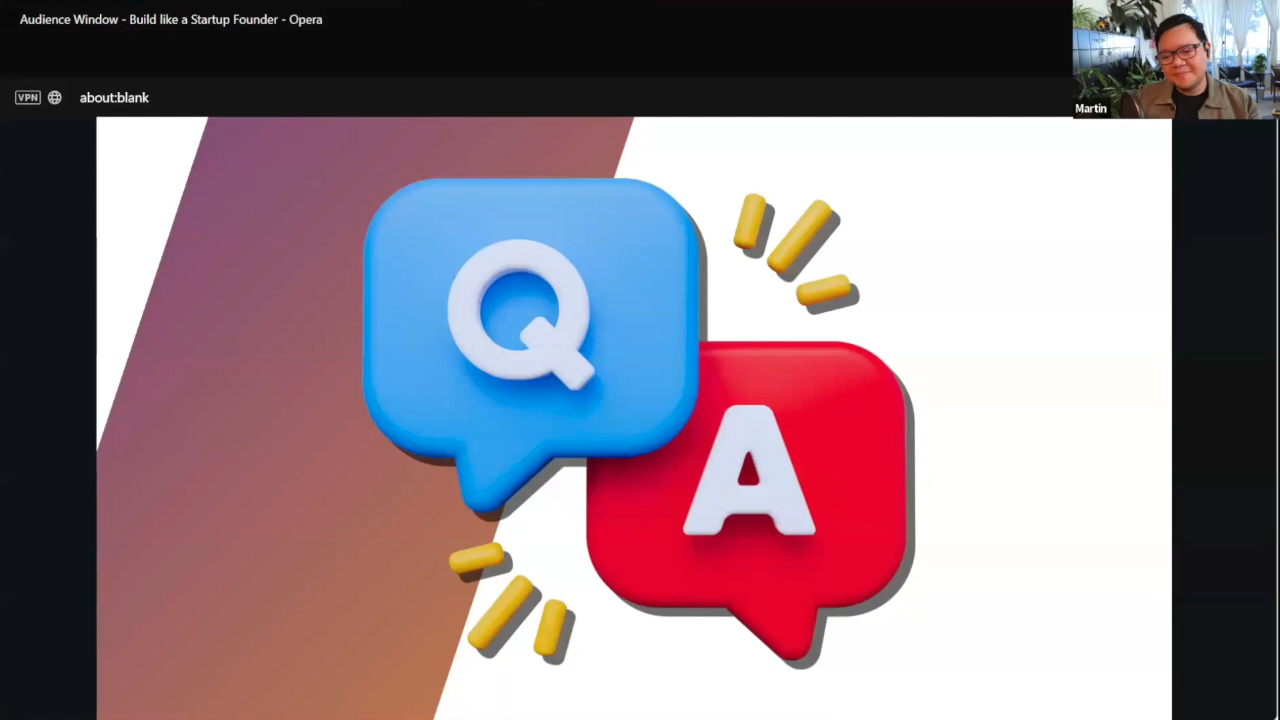 Audience Window - Build like a Startup Founder - Opera
VPN about:blank
Martin
Q
A